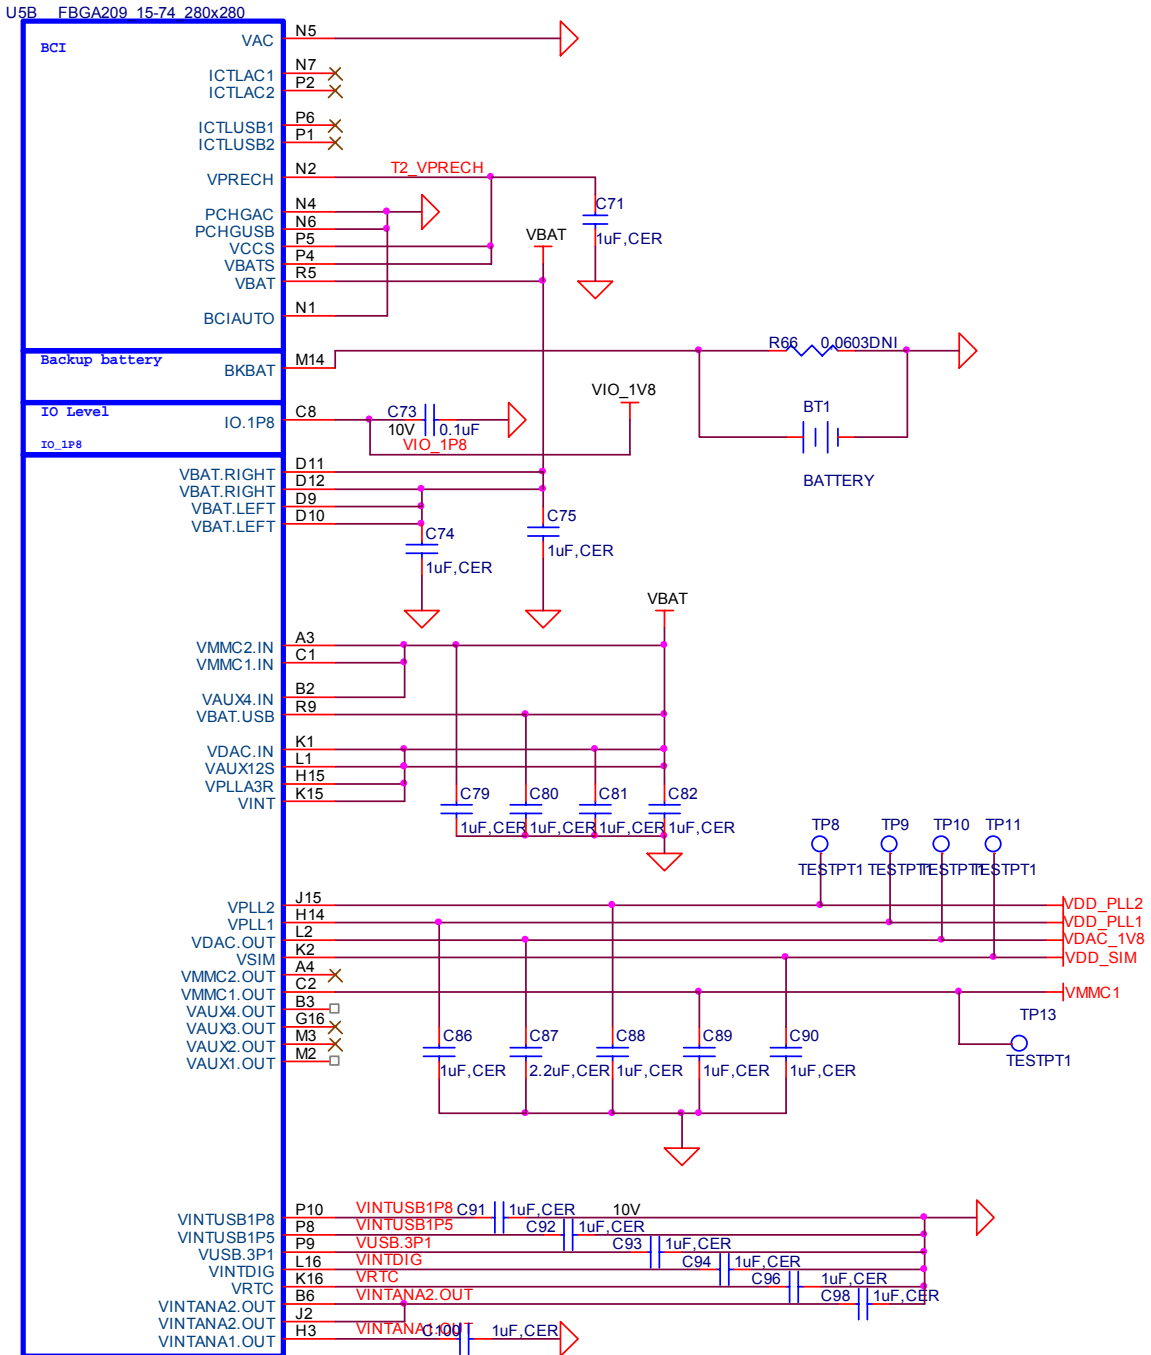 U5B FBGA209_15-74_280x280
BCI
VAC N5
ICTLAC1 N7
ICTLAC2 P2
ICTLUSB1 P6
ICTLUSB2 P1
VPRECH N2 T2_VPRECH
PCHGAC N4
PCHGUSB N6
VCCS P5
VBATS P4
VBAT R5
BCIAUTO N1
C71
1uF,CER
VBAT
Backup battery
BKBAT M14
R66 0.0603DNI
BT1
BATTERY
IO Level
IO.1P8 C8
IO_1P8
C73
10V 0.1uF
VIO_1P8
VIO_1V8
VBAT.RIGHT D11
VBAT.RIGHT D12
VBAT.LEFT D9
VBAT.LEFT D10
C74
1uF,CER
C75
1uF,CER
VBAT
VMMC2.IN A3
VMMC1.IN C1
VAUX4.IN B2
VBAT.USB R9
VDAC.IN K1
VAUX12S L1
VPLLA3R H15
VINT K15
C79 C80 C81 C82
1uF,CER 1uF,CER 1uF,CER 1uF,CER
TP8 TP9 TP10 TP11
TESTPT1 TESTPT1 TESTPT1 TESTPT1
VPLL2 J15 VDD_PLL2
VPLL1 H14 VDD_PLL1
VDAC.OUT L2 VDAC_1V8
VSIM K2 VDD_SIM
VMMC2.OUT A4
VMMC1.OUT C2 VMMC1
VAUX4.OUT B3
VAUX3.OUT G16
VAUX2.OUT M3
VAUX1.OUT M2
TP13
TESTPT1
C86 C87 C88 C89 C90
1uF,CER 2.2uF,CER 1uF,CER 1uF,CER 1uF,CER
VINTUSB1P8 P10 VINTUSB1P8 C91 1uF,CER 10V
VINTUSB1P5 P8 VINTUSB1P5 C92 1uF,CER
VUSB.3P1 P9 VUSB.3P1 C93 1uF,CER
VINTDIG L16 VINTDIG C94 1uF,CER
VRTC K16 VRTC C96 1uF,CER
VINTANA2.OUT B6 VINTANA2.OUT C98 1uF,CER
VINTANA2.OUT J2
VINTANA1.OUT H3 VINTANA1.OUT C100 1uF,CER